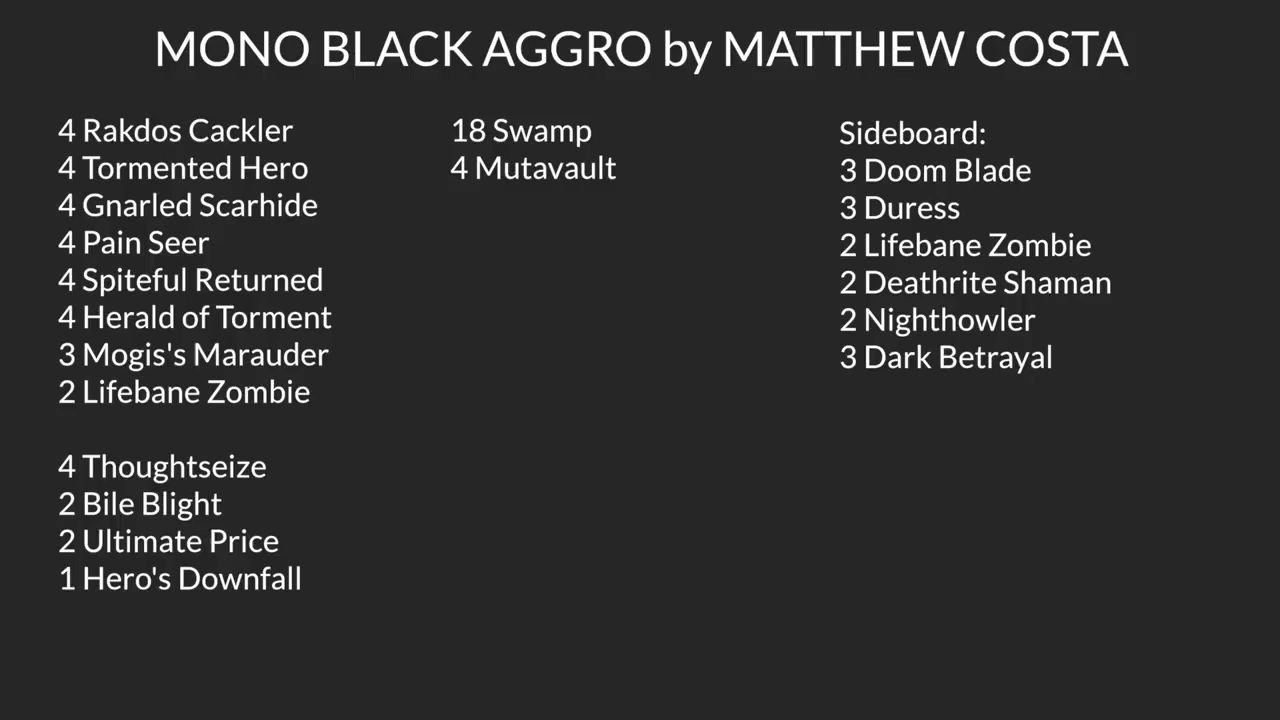 MONO BLACK AGGRO by MATTHEW COSTA
4 Rakdos Cackler
4 Tormented Hero
4 Gnarled Scarhide
4 Pain Seer
4 Spiteful Returned
4 Herald of Torment
3 Mogis's Marauder
2 Lifebane Zombie
4 Thoughtseize
2 Bile Blight
2 Ultimate Price
1 Hero's Downfall
18 Swamp
4 Mutavault
Sideboard:
3 Doom Blade
3 Duress
2 Lifebane Zombie
2 Deathrite Shaman
2 Nighthowler
3 Dark Betrayal